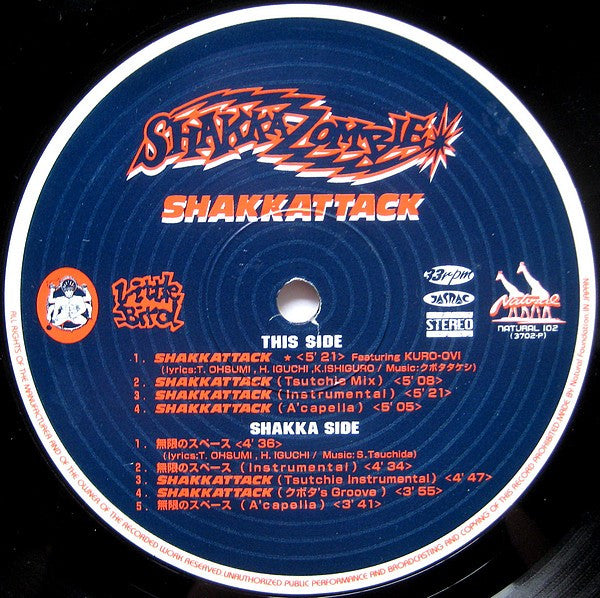 SHAKKAZOMBIE
SHAKKATTACK
Little Bird
33rpm
JASRAC
STEREO
Natural
NATURAL 102
(3702-P)
THIS SIDE
1. SHAKKATTACK ★ <5'21> Featuring KURO-OVI
(lyrics:T. OHSUMI , H. IGUCHI ,K.ISHIGURO / Music:クボタタケシ)
2. SHAKKATTACK (Tsutchie Mix) <5'08>
3. SHAKKATTACK (Instrumental) <5'21>
4. SHAKKATTACK (A'capella) <5'05>
SHAKKA SIDE
1. 無限のスペース <4'36>
(lyrics:T. OHSUMI , H. IGUCHI / Music:S.Tsuchida)
2. 無限のスペース (Instrumental) <4'34>
3. SHAKKATTACK (Tsutchie Instrumental) <4'47>
4. SHAKKATTACK (クボタ's Groove) <3'55>
5. 無限のスペース (A'capella) <3'41>
ALL RIGHTS OF THE MANUFACTURER AND OF THE OWNER OF THE RECORDED WORK RESERVED. UNAUTHORIZED PUBLIC PERFORMANCE AND BROADCASTING AND COPYING OF THIS RECORD PROHIBITED MADE BY Natural